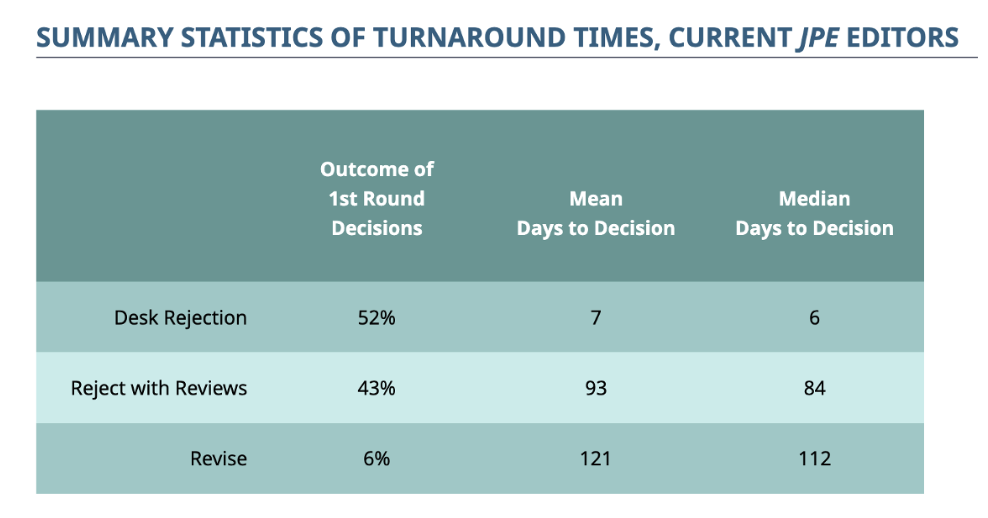 SUMMARY STATISTICS OF TURNAROUND TIMES, CURRENT JPE EDITORS
Outcome of
1st Round
Decisions
Mean
Days to Decision
Median
Days to Decision
Desk Rejection 52% 7 6
Reject with Reviews 43% 93 84
Revise 6% 121 112